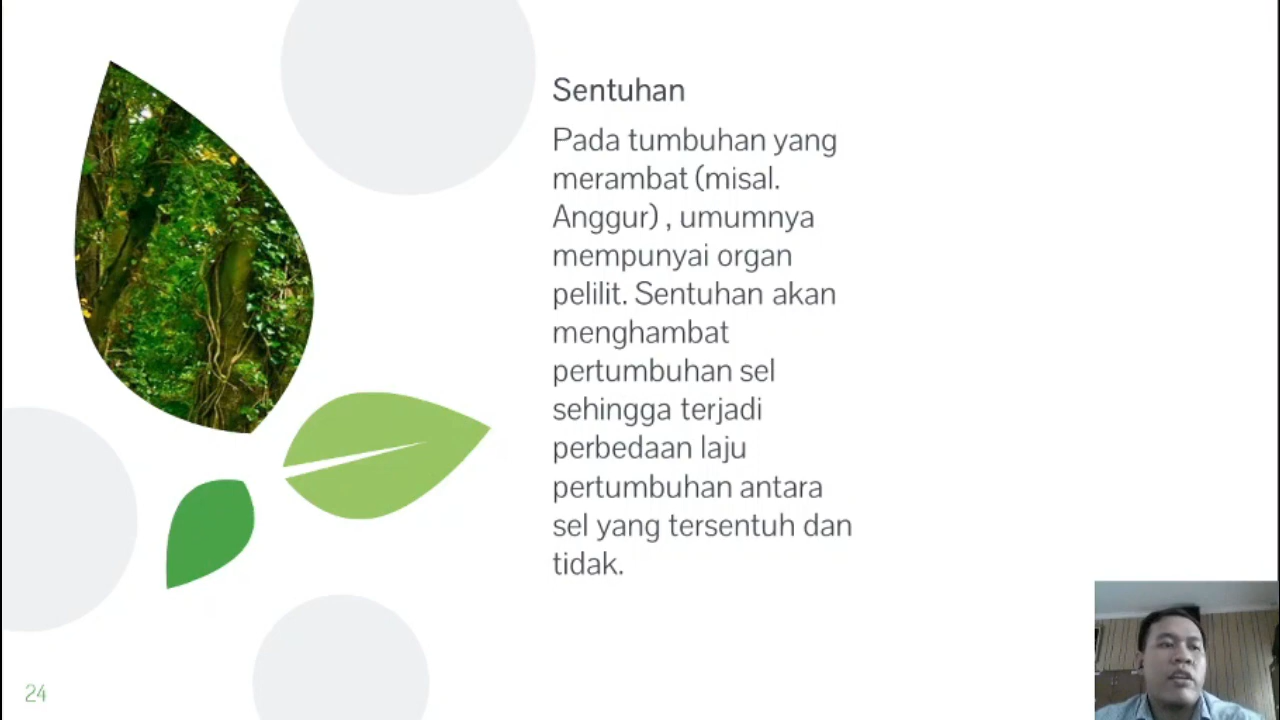 Sentuhan
Pada tumbuhan yang
merambat (misal.
Anggur) , umumnya
mempunyai organ
pelilit. Sentuhan akan
menghambat
pertumbuhan sel
sehingga terjadi
perbedaan laju
pertumbuhan antara
sel yang tersentuh dan
tidak.
24